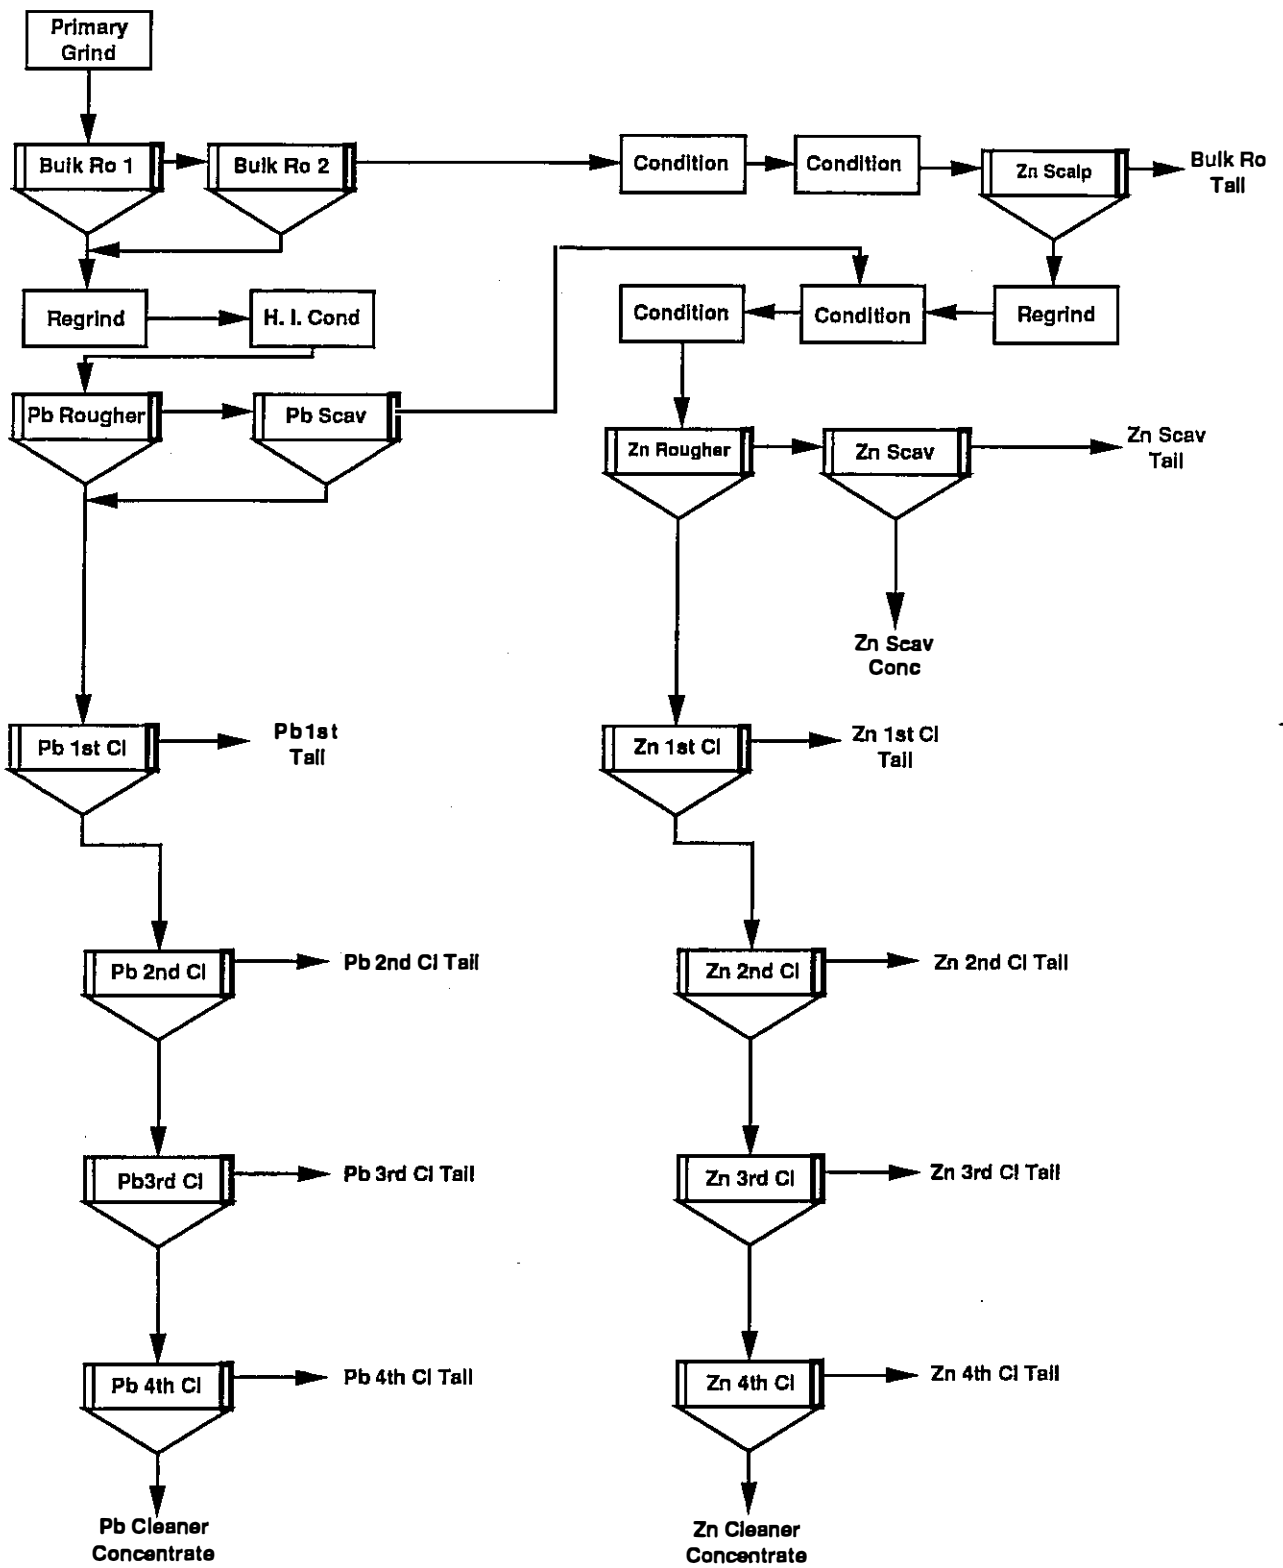 Primary
Grind
Bulk Ro 1
Bulk Ro 2
Condition
Condition
Zn Scalp
Bulk Ro
Tail
Regrind
H. I. Cond
Condition
Condition
Regrind
Pb Rougher
Pb Scav
Zn Rougher
Zn Scav
Zn Scav
Tail
Zn Scav
Conc
Pb 1st Cl
Pb1st
Tail
Zn 1st Cl
Zn 1st Cl
Tail
Pb 2nd Cl
Pb 2nd Cl Tail
Zn 2nd Cl
Zn 2nd Cl Tail
Pb3rd Cl
Pb 3rd Cl Tail
Zn 3rd Cl
Zn 3rd Cl Tail
Pb 4th Cl
Pb 4th Cl Tail
Zn 4th Cl
Zn 4th Cl Tail
Pb Cleaner
Concentrate
Zn Cleaner
Concentrate